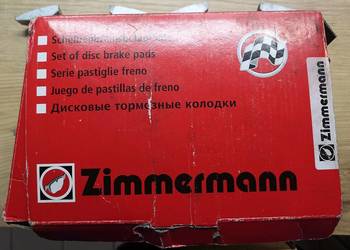 Set of disc brake pads
Serie pastiglie freno
Juego de pastillas de freno
Дисковые тормозные колодки
Zimmermann
Zimmermann